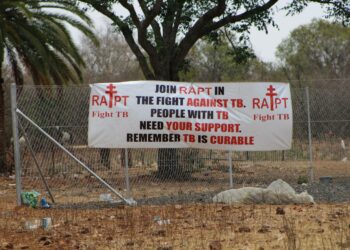 RAPT
Fight TB
JOIN RAPT IN
THE FIGHT AGAINST TB.
PEOPLE WITH TB
NEED YOUR SUPPORT.
REMEMBER TB IS CURABLE
RAPT
Fight TB